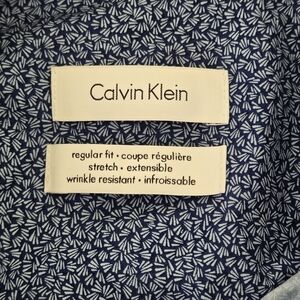 Calvin Klein
regular fit • coupe régulière
stretch • extensible
wrinkle resistant • infroissable